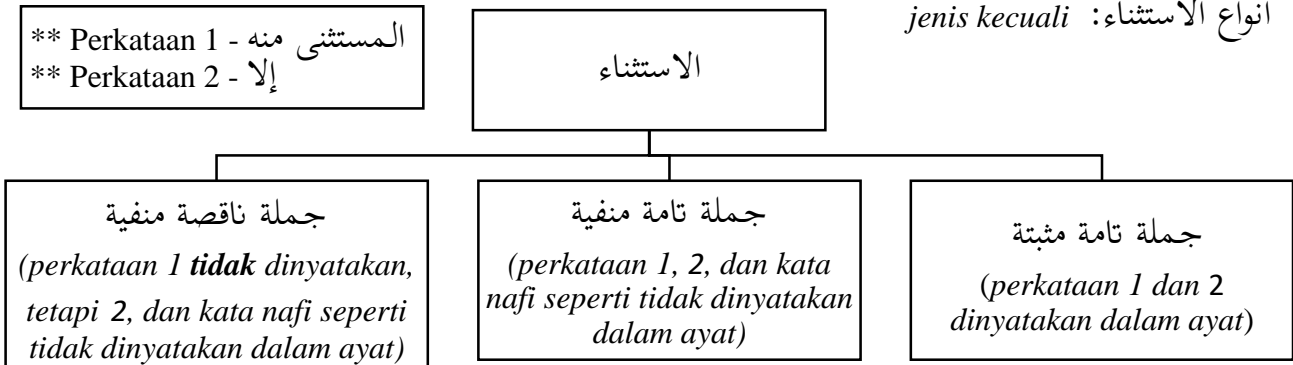 انواع الاستثناء: jenis kecuali
** Perkataan 1 - المستثنى منه
** Perkataan 2 - إلا
الاستثناء
جملة تامة مثبتة
(perkataan 1 dan 2
dinyatakan dalam ayat)
جملة تامة منفية
(perkataan 1, 2, dan kata
nafi seperti tidak dinyatakan
dalam ayat)
جملة ناقصة منفية
(perkataan 1 tidak dinyatakan,
tetapi 2, dan kata nafi seperti
tidak dinyatakan dalam ayat)